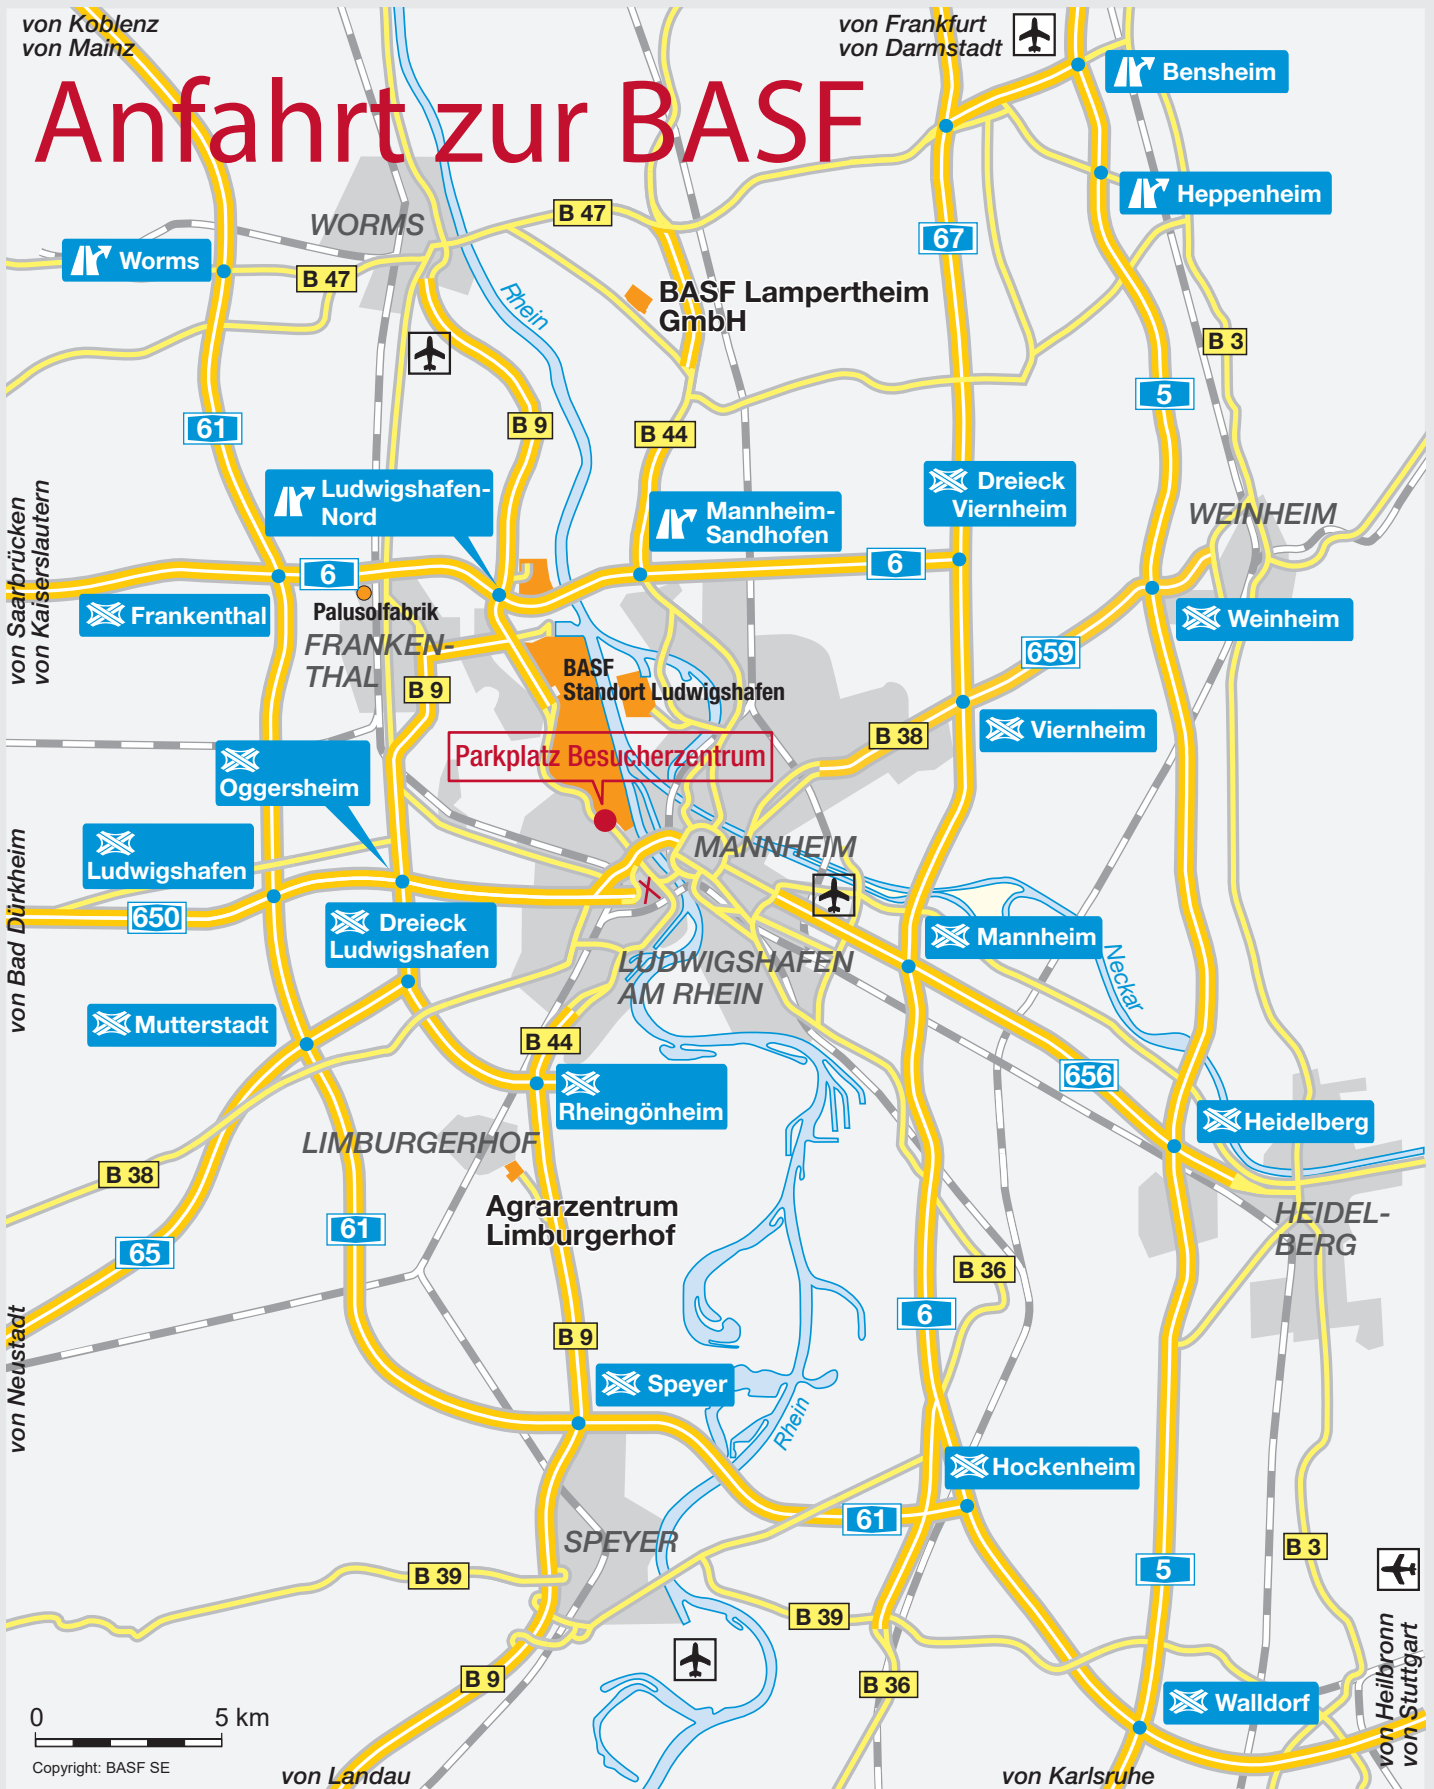 von Koblenz
von Mainz
von Frankfurt
von Darmstadt
Anfahrt zur BASF
Bensheim
Heppenheim
WORMS
B 47
67
Worms
B 47
Rhein
BASF Lampertheim
GmbH
B 3
5
61
B 9
B 44
Ludwigshafen-
Nord
Mannheim-
Sandhofen
Dreieck
Viernheim
WEINHEIM
von Saarbrücken
von Kaiserslautern
6
6
Frankenthal
Palusolfabrik
FRANKEN-
THAL
Weinheim
659
BASF
Standort Ludwigshafen
B 9
B 38
Viernheim
Parkplatz Besucherzentrum
Oggersheim
Ludwigshafen
MANNHEIM
von Bad Dürkheim
650
Dreieck
Ludwigshafen
Mannheim
LUDWIGSHAFEN
AM RHEIN
Neckar
Mutterstadt
B 44
656
Rheingönheim
Heidelberg
LIMBURGERHOF
B 38
Agrarzentrum
Limburgerhof
61
65
HEIDEL-
BERG
B 36
6
B 9
von Neustadt
Speyer
Rhein
Hockenheim
61
SPEYER
B 3
5
B 39
B 39
B 9
B 36
Walldorf
von Heilbronn
von Stuttgart
0 5 km
Copyright: BASF SE
von Landau
von Karlsruhe